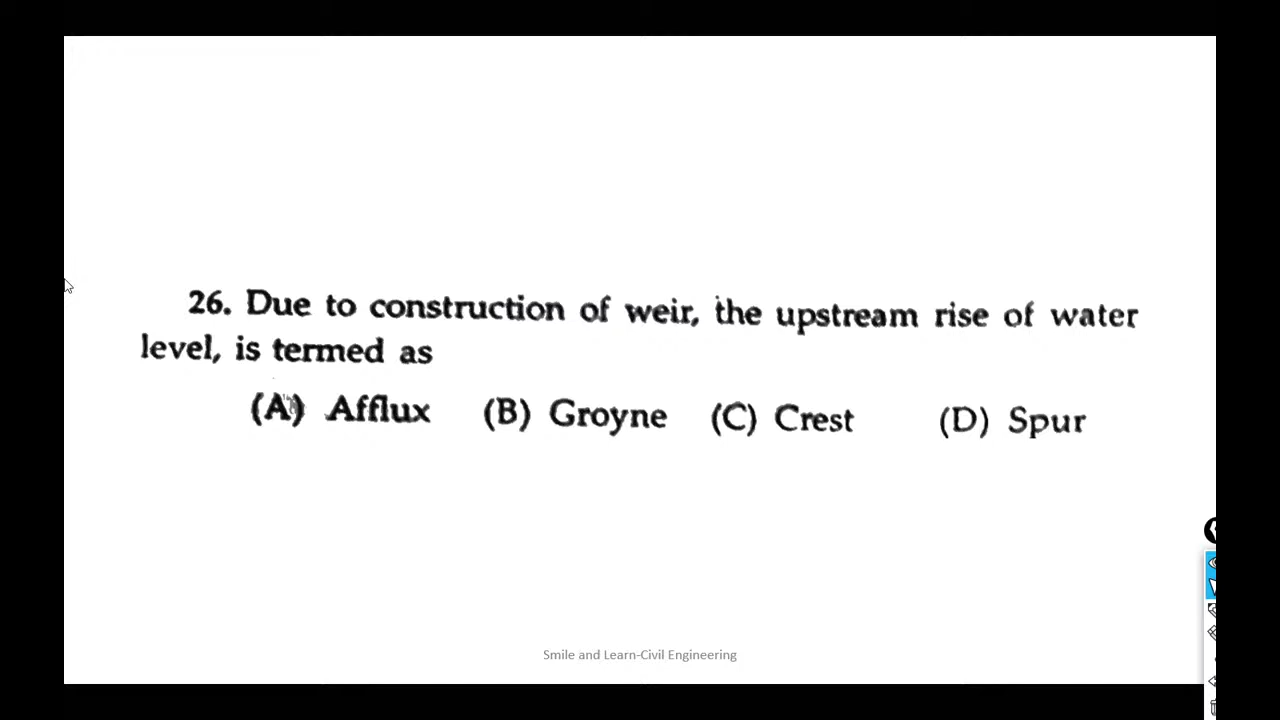 26. Due to construction of weir, the upstream rise of water
level, is termed as
(A) Afflux (B) Groyne (C) Crest (D) Spur
Smile and Learn-Civil Engineering